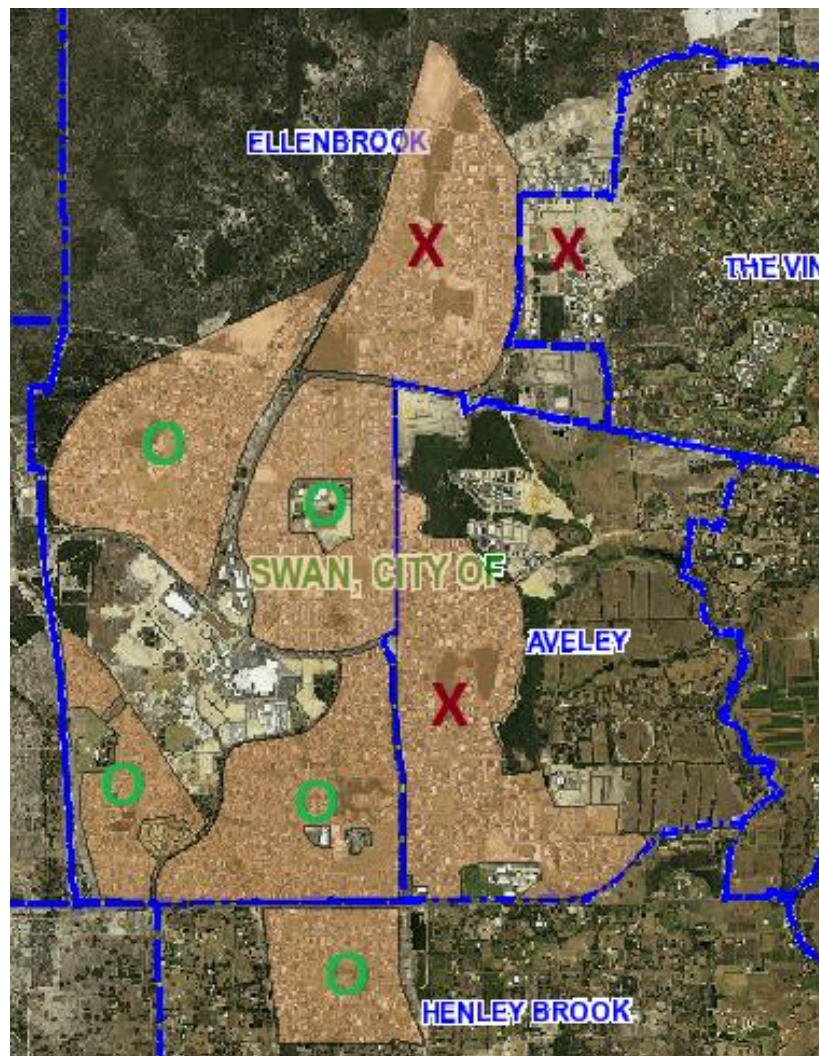 ELLENBROOK
X
X
THE VIN
O
O
SWAN, CITY OF
AVELEY
X
O
O
O
HENLEY BROOK